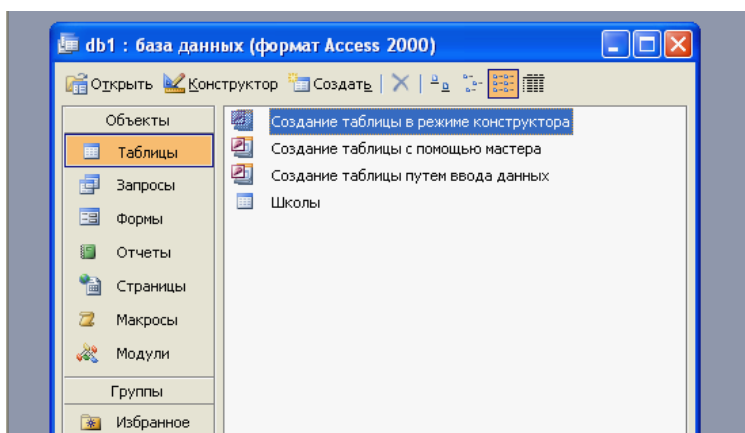 db1 : база данных (формат Access 2000)
Открыть Конструктор Создать
Объекты
Таблицы
Запросы
Формы
Отчеты
Страницы
Макросы
Модули
Группы
Избранное
Создание таблицы в режиме конструктора
Создание таблицы с помощью мастера
Создание таблицы путем ввода данных
Школы